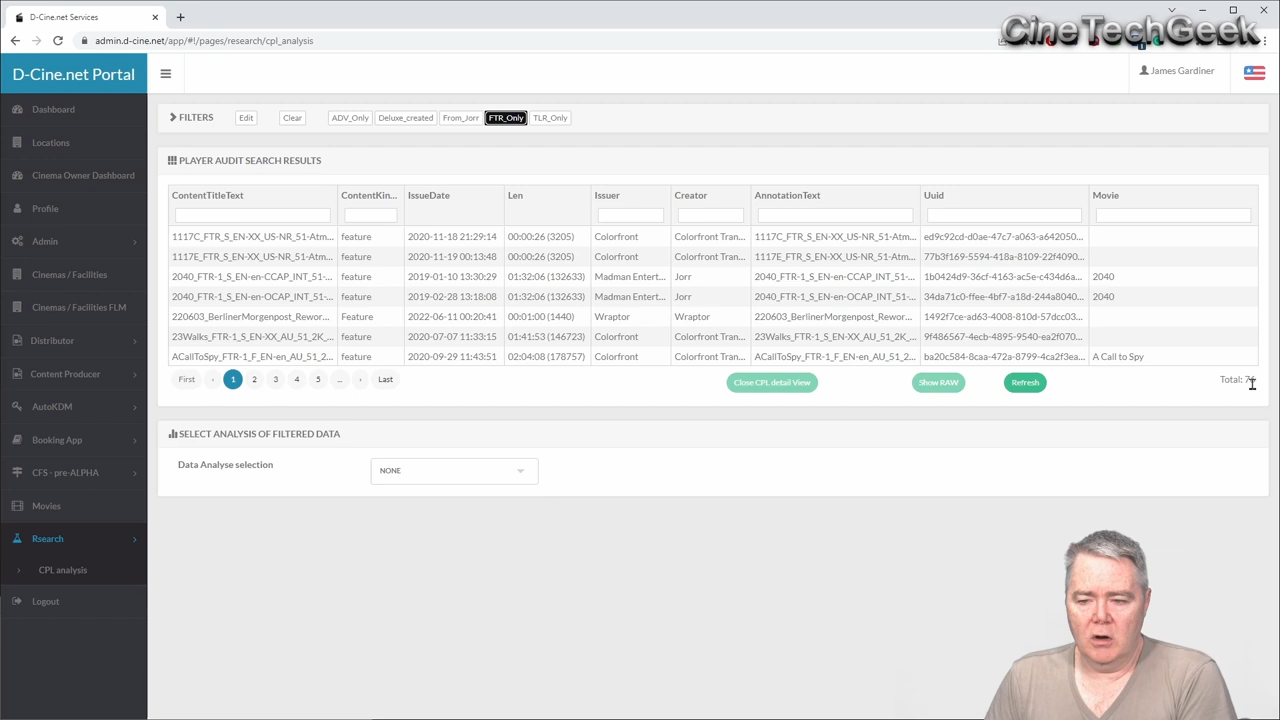 D-Cine.net Services
CineTechGeek
admin.d-cine.net/app/#!/pages/research/cpl_analysis
D-Cine.net Portal
James Gardiner
Dashboard
Locations
Cinema Owner Dashboard
Profile
Admin
Cinemas / Facilities
Cinemas / Facilities FLM
Distributor
Content Producer
AutoKDM
Booking App
CFS - pre-ALPHA
Movies
Rsearch
CPL analysis
Logout
FILTERS Edit Clear ADV_Only Deluxe_created From_Jorr FTR_Only TLR_Only
PLAYER AUDIT SEARCH RESULTS
ContentTitleText ContentKin... IssueDate Len Issuer Creator AnnotationText Uuid Movie
1117C_FTR_S_EN-XX_US-NR_51-Atm... feature 2020-11-18 21:29:14 00:00:26 (3205) Colorfront Colorfront Tran... 1117C_FTR_S_EN-XX_US-NR_51-Atm... ed9c92cd-d0ae-47c7-a063-a642050...
1117E_FTR_S_EN-XX_US-NR_51-Atm... feature 2020-11-19 00:13:48 00:00:26 (3205) Colorfront Colorfront Tran... 1117E_FTR_S_EN-XX_US-NR_51-Atm... 77b3f169-5594-418a-8109-22f4090...
2040_FTR-1_S_EN-en-CCAP_INT_51-... feature 2019-01-10 13:30:29 01:32:06 (132633) Madman Entert... Jorr 2040_FTR-1_S_EN-en-CCAP_INT_51-... 1b0424d9-36cf-4163-ac5e-c434d6a... 2040
2040_FTR-1_S_EN-en-OCAP_INT_51-... feature 2019-02-28 13:18:03 01:32:06 (132633) Madman Entert... Jorr 2040_FTR-1_S_EN-en-OCAP_INT_51-... 34da71c0-ffee-4bf7-a18d-244a8040... 2040
220603_BerlinerMorgenpost_Rewor... Feature 2022-06-11 00:20:41 00:01:00 (1440) Wraptor Wraptor 220603_BerlinerMorgenpost_Rewor... 1492f7ce-ad63-4008-810d-57dcc03...
23Walks_FTR-1_S_EN-XX_AU_51_2K_... feature 2020-07-07 11:33:15 01:41:53 (146723) Colorfront Colorfront Tran... 23Walks_FTR-1_S_EN-XX_AU_51_2K_... 9f486567-4ecb-4895-9540-ea2f070...
ACallToSpy_FTR-1_F_EN-en_AU_51_2... feature 2020-09-29 11:43:51 02:04:08 (178757) Colorfront Colorfront Tran... ACallToSpy_FTR-1_F_EN-en_AU_51_2... ba20c584-8caa-472a-8799-4ca2f3ea... A Call to Spy
First ‹ 1 2 3 4 5 ... › Last Close CPL detail View Show RAW Refresh Total:
SELECT ANALYSIS OF FILTERED DATA
Data Analyse selection NONE